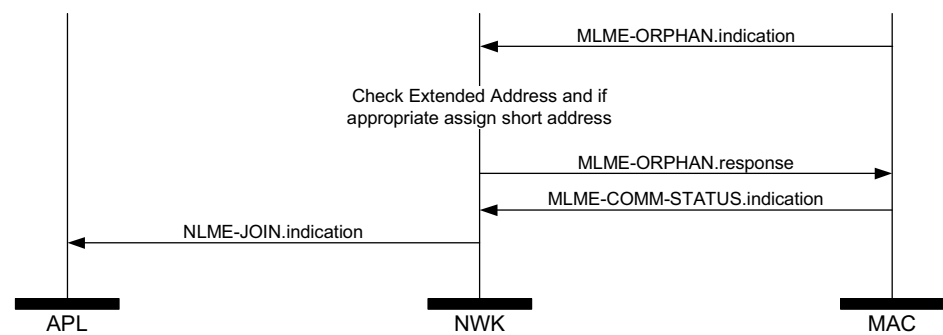 MLME-ORPHAN.indication
Check Extended Address and if
appropriate assign short address
MLME-ORPHAN.response
MLME-COMM-STATUS.indication
NLME-JOIN.indication
APL
NWK
MAC